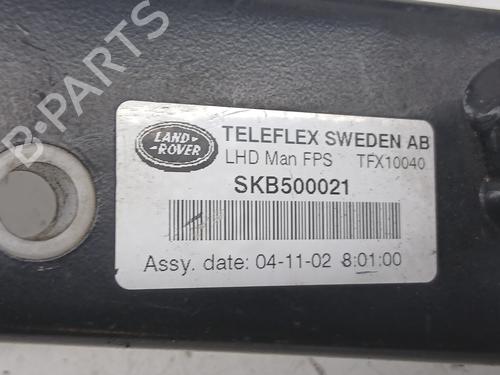 LAND-
-ROVER
TELEFLEX SWEDEN AB
LHD Man FPS TFX10040
SKB500021
Assy. date: 04-11-02 8:01:00
B-PARTS